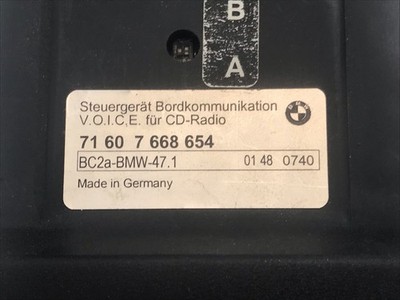 B
A
Steuergerät Bordkommunikation
V.O.I.C.E. für CD-Radio
BMW
71 60 7 668 654
BC2a-BMW-47.1 01 48 0740
Made in Germany